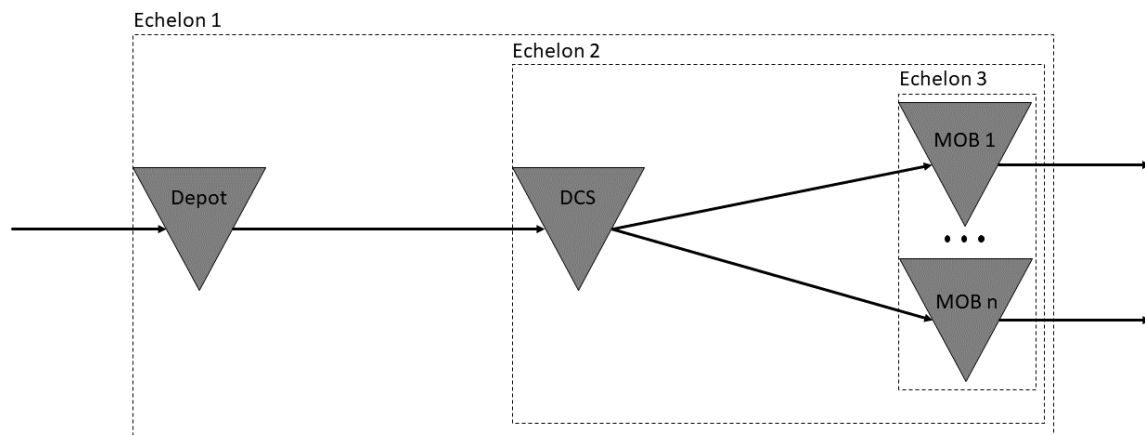 Echelon 1
Echelon 2
Echelon 3
MOB 1
Depot
DCS
MOB n